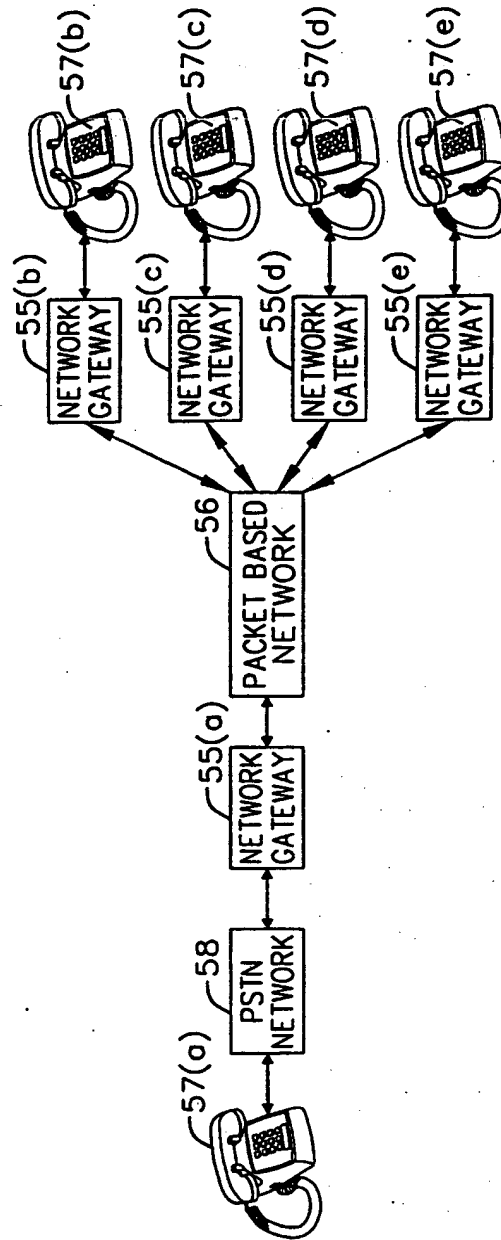 57(a)
58
PSTN
NETWORK
55(a)
NETWORK
GATEWAY
56
PACKET BASED
NETWORK
55(b)
NETWORK
GATEWAY
57(b)
55(c)
NETWORK
GATEWAY
57(c)
55(d)
NETWORK
GATEWAY
57(d)
55(e)
NETWORK
GATEWAY
57(e)